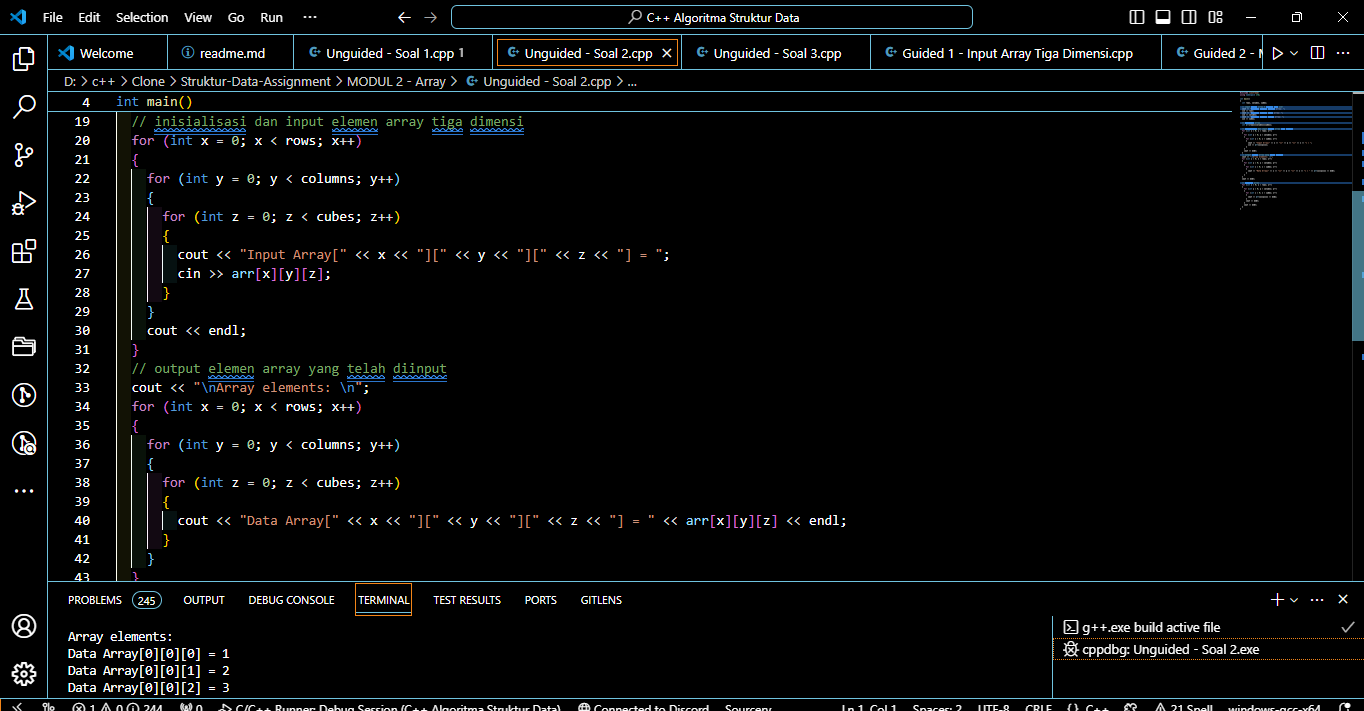 File Edit Selection View Go Run ··· C++ Algoritma Struktur Data
Welcome readme.md Unguided - Soal 1.cpp 1 Unguided - Soal 2.cpp Unguided - Soal 3.cpp Guided 1 - Input Array Tiga Dimensi.cpp Guided 2 -
D: > c++ > Clone > Struktur-Data-Assignment > MODUL 2 - Array > Unguided - Soal 2.cpp > ...
4 int main()
19 // inisialisasi dan input elemen array tiga dimensi
20 for (int x = 0; x < rows; x++)
21 {
22 for (int y = 0; y < columns; y++)
23 {
24 for (int z = 0; z < cubes; z++)
25 {
26 cout << "Input Array[" << x << "][" << y << "][" << z << "] = ";
27 cin >> arr[x][y][z];
28 }
29 }
30 cout << endl;
31 }
32 // output elemen array yang telah diinput
33 cout << "\nArray elements: \n";
34 for (int x = 0; x < rows; x++)
35 {
36 for (int y = 0; y < columns; y++)
37 {
38 for (int z = 0; z < cubes; z++)
39 {
40 cout << "Data Array[" << x << "][" << y << "][" << z << "] = " << arr[x][y][z] << endl;
41 }
42 }
43 }
PROBLEMS 245 OUTPUT DEBUG CONSOLE TERMINAL TEST RESULTS PORTS GITLENS
Array elements:
Data Array[0][0][0] = 1
Data Array[0][0][1] = 2
Data Array[0][0][2] = 3
g++.exe build active file
cppdbg: Unguided - Soal 2.exe
1 0 244 0 C/C++ Runner: Debug Session (C++ Algoritma Struktur Data) Connected to Discord Sourcery Ln 1, Col 1 Spaces: 2 UTF-8 CRLF {} C++ 21 Spell windows-gcc-x64